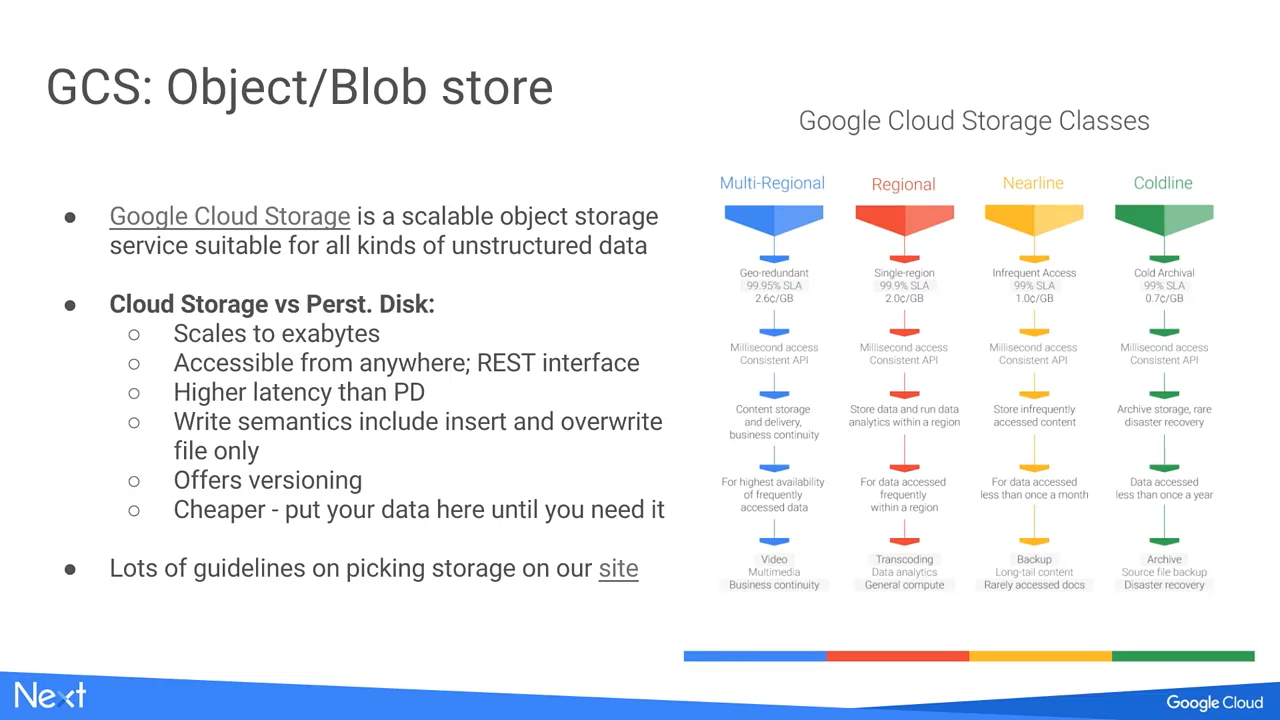 GCS: Object/Blob store
● Google Cloud Storage is a scalable object storage
service suitable for all kinds of unstructured data
● Cloud Storage vs Perst. Disk:
○ Scales to exabytes
○ Accessible from anywhere; REST interface
○ Higher latency than PD
○ Write semantics include insert and overwrite
file only
○ Offers versioning
○ Cheaper - put your data here until you need it
● Lots of guidelines on picking storage on our site
Google Cloud Storage Classes
Multi-Regional
Geo-redundant
99.95% SLA
2.6¢/GB
Millisecond access
Consistent API
Content storage
and delivery,
business continuity
For highest availability
of frequently
accessed data
Video
Multimedia
Business continuity
Regional
Single-region
99.9% SLA
2.0¢/GB
Millisecond access
Consistent API
Store data and run data
analytics within a region
For data accessed
frequently
within a region
Transcoding
Data analytics
General compute
Nearline
Infrequent Access
99% SLA
1.0¢/GB
Millisecond access
Consistent API
Store infrequently
accessed content
For data accessed
less than once a month
Backup
Long-tail content
Rarely accessed docs
Coldline
Cold Archival
99% SLA
0.7¢/GB
Millisecond access
Consistent API
Archive storage, rare
disaster recovery
Data accessed
less than once a year
Archive
Source file backup
Disaster recovery
Next
Google Cloud